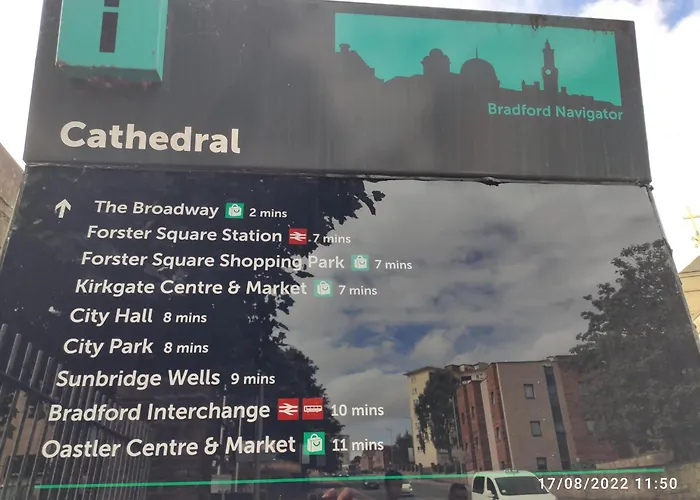 i
Bradford Navigator
Cathedral
The Broadway 2 mins
Forster Square Station 7 mins
Forster Square Shopping Park 7 mins
Kirkgate Centre & Market 7 mins
City Hall 8 mins
City Park 8 mins
Sunbridge Wells 9 mins
Bradford Interchange 10 mins
Oastler Centre & Market 11 mins
17/08/2022 11:50